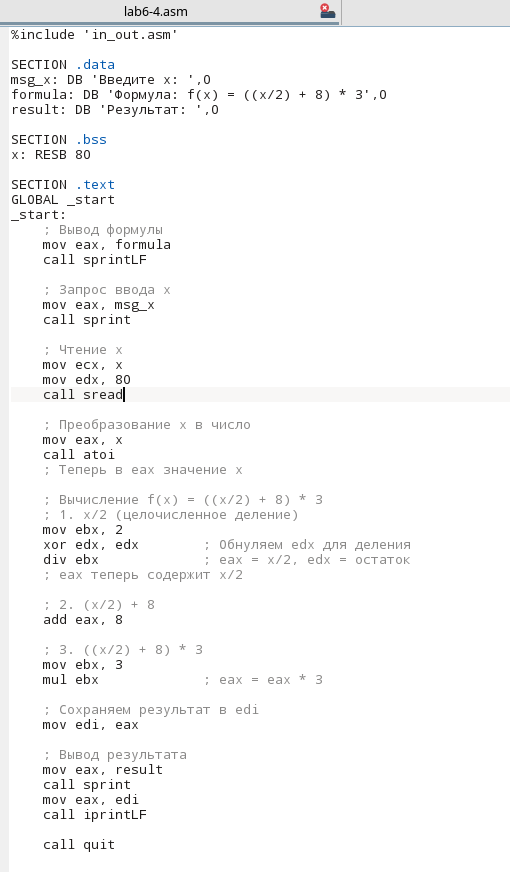 lab6-4.asm
%include 'in_out.asm'
SECTION .data
msg_x: DB 'Введите x: ',0
formula: DB 'Формула: f(x) = ((x/2) + 8) * 3',0
result: DB 'Результат: ',0
SECTION .bss
x: RESB 80
SECTION .text
GLOBAL _start
_start:
; Вывод формулы
mov eax, formula
call sprintLF
; Запрос ввода x
mov eax, msg_x
call sprint
; Чтение x
mov ecx, x
mov edx, 80
call sread
; Преобразование x в число
mov eax, x
call atoi
; Теперь в eax значение x
; Вычисление f(x) = ((x/2) + 8) * 3
; 1. x/2 (целочисленное деление)
mov ebx, 2
xor edx, edx ; Обнуляем edx для деления
div ebx ; eax = x/2, edx = остаток
; eax теперь содержит x/2
; 2. (x/2) + 8
add eax, 8
; 3. ((x/2) + 8) * 3
mov ebx, 3
mul ebx ; eax = eax * 3
; Сохраняем результат в edi
mov edi, eax
; Вывод результата
mov eax, result
call sprint
mov eax, edi
call iprintLF
call quit